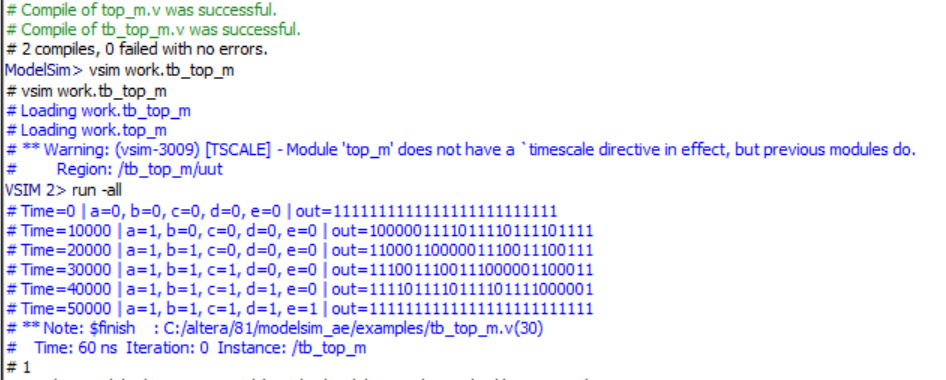 # Compile of top_m.v was successful.
# Compile of tb_top_m.v was successful.
# 2 compiles, 0 failed with no errors.
ModelSim> vsim work.tb_top_m
# vsim work.tb_top_m
# Loading work.tb_top_m
# Loading work.top_m
# ** Warning: (vsim-3009) [TSCALE] - Module 'top_m' does not have a `timescale directive in effect, but previous modules do.
# Region: /tb_top_m/uut
VSIM 2> run -all
# Time=0 | a=0, b=0, c=0, d=0, e=0 | out=1111111111111111111111111
# Time=10000 | a=1, b=0, c=0, d=0, e=0 | out=1000001111011110111101111
# Time=20000 | a=1, b=1, c=0, d=0, e=0 | out=1100011000001110011100111
# Time=30000 | a=1, b=1, c=1, d=0, e=0 | out=1110011100111000001100011
# Time=40000 | a=1, b=1, c=1, d=1, e=0 | out=1111011110111101111000001
# Time=50000 | a=1, b=1, c=1, d=1, e=1 | out=1111111111111111111111111
# ** Note: $finish : C:/altera/81/modelsim_ae/examples/tb_top_m.v(30)
# Time: 60 ns Iteration: 0 Instance: /tb_top_m
# 1